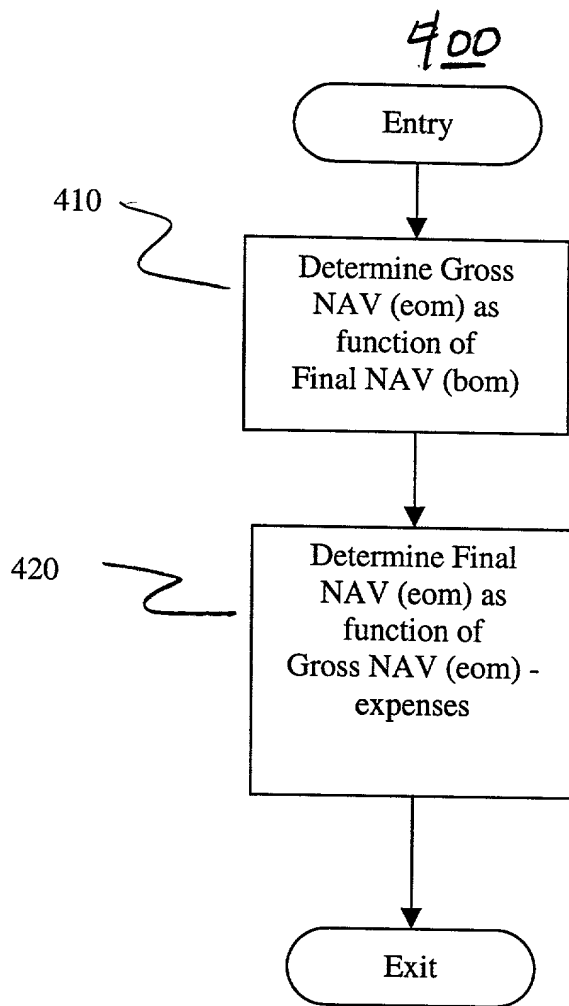 400
Entry
410
Determine Gross
NAV (eom) as
function of
Final NAV (bom)
420
Determine Final
NAV (eom) as
function of
Gross NAV (eom) -
expenses
Exit